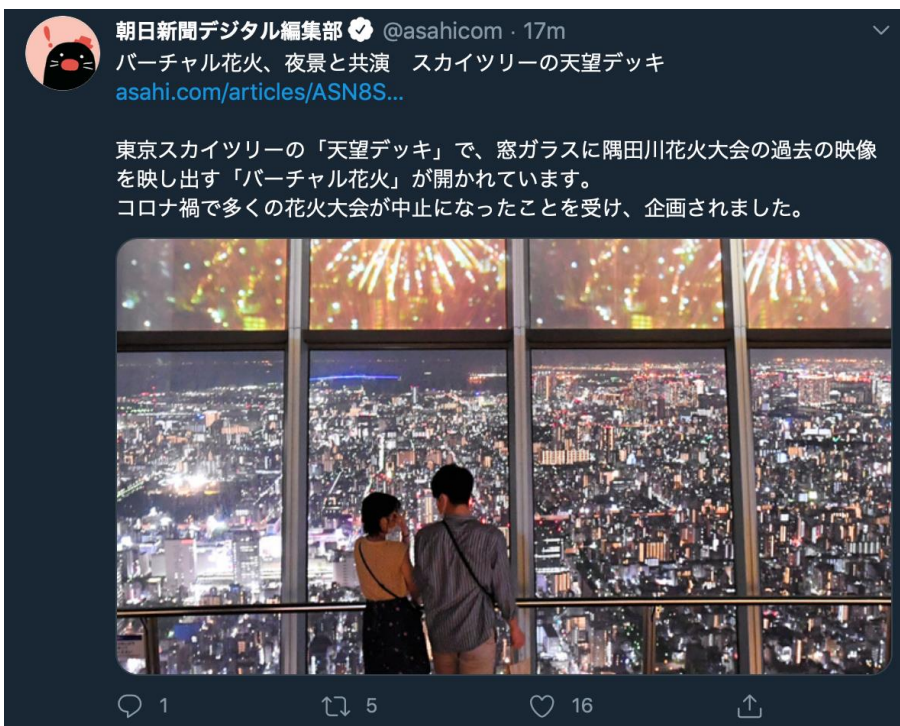 朝日新聞デジタル編集部 @asahicom · 17m
バーチャル花火、夜景と共演　スカイツリーの天望デッキ
asahi.com/articles/ASN8S...
東京スカイツリーの「天望デッキ」で、窓ガラスに隅田川花火大会の過去の映像
を映し出す「バーチャル花火」が開かれています。
コロナ禍で多くの花火大会が中止になったことを受け、企画されました。
1 5 16